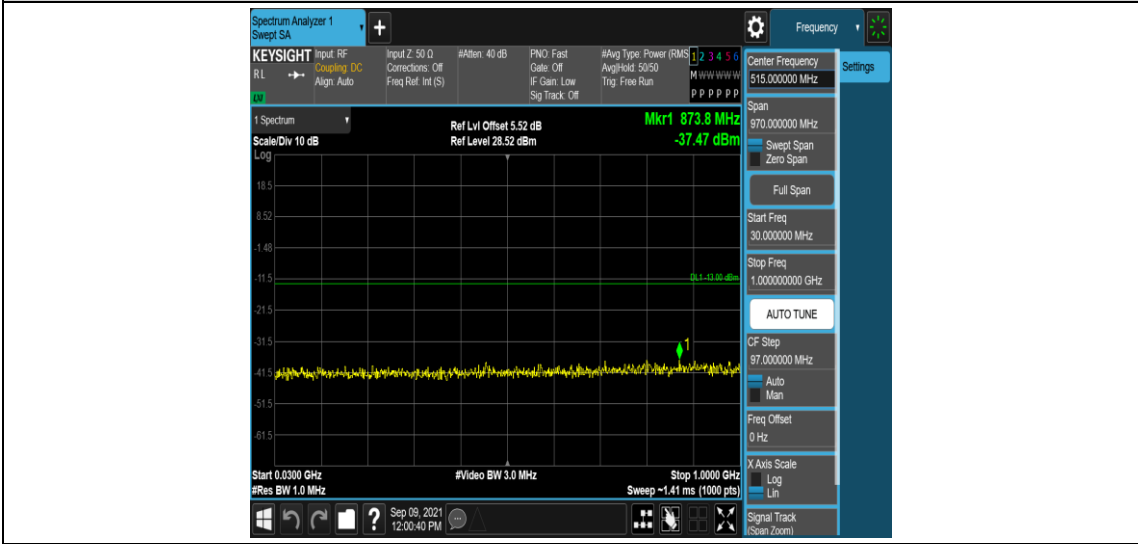 Spectrum Analyzer 1
Swept SA
+
Frequency
KEYSIGHT
RL
LNI
Input: RF
Coupling: DC
Align: Auto
Input Z: 50 Ω
Corrections: Off
Freq Ref: Int (S)
#Atten: 40 dB
PNO: Fast
Gate: Off
IF Gain: Low
Sig Track: Off
#Avg Type: Power (RMS
Avg|Hold: 50/50
Trig: Free Run
1 2 3 4 5 6
M W W W W W
P P P P P P
1 Spectrum
Scale/Div 10 dB
Ref Lvl Offset 5.52 dB
Ref Level 28.52 dBm
Mkr1 873.8 MHz
-37.47 dBm
Log
18.5
8.52
-1.48
-11.5
-21.5
-31.5
-41.5
-51.5
-61.5
DL1 -13.00 dBm
1
Start 0.0300 GHz
#Res BW 1.0 MHz
#Video BW 3.0 MHz
Stop 1.0000 GHz
Sweep ~1.41 ms (1000 pts)
Center Frequency
515.000000 MHz
Settings
Span
970.000000 MHz
Swept Span
Zero Span
Full Span
Start Freq
30.000000 MHz
Stop Freq
1.000000000 GHz
AUTO TUNE
CF Step
97.000000 MHz
Auto
Man
Freq Offset
0 Hz
X Axis Scale
Log
Lin
Signal Track
(Span Zoom)
?
Sep 09, 2021
12:00:40 PM